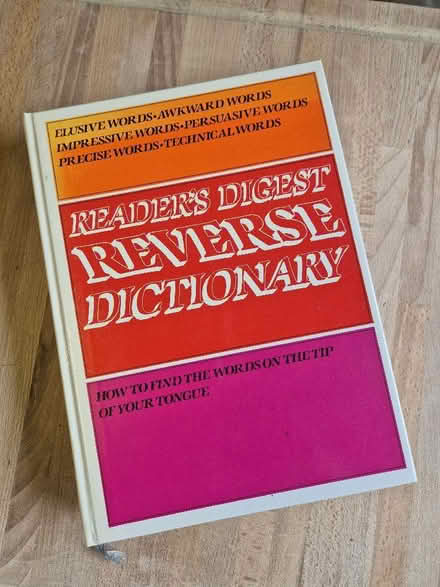 ELUSIVE WORDS•AWKWARD WORDS
IMPRESSIVE WORDS•PERSUASIVE WORDS
PRECISE WORDS•TECHNICAL WORDS
READER'S DIGEST
REVERSE
DICTIONARY
HOW TO FIND THE WORDS ON THE TIP
OF YOUR TONGUE